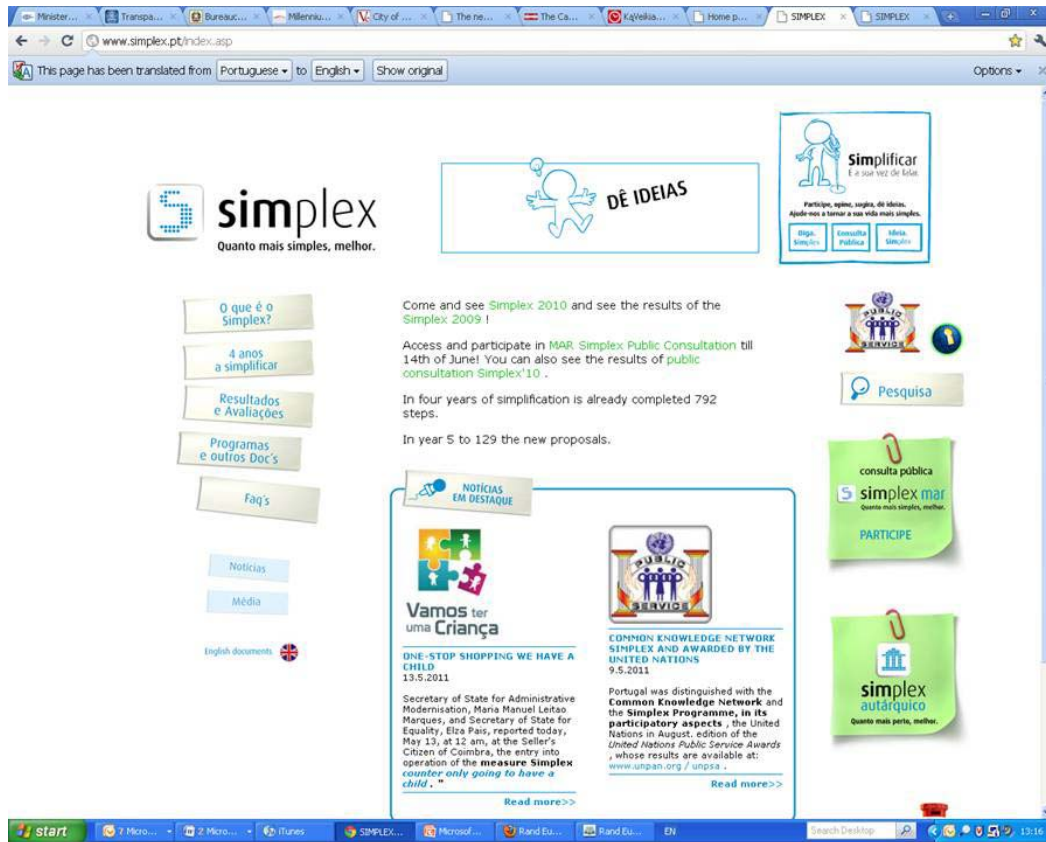 Minister...
Transpa...
Bureauc...
Millenniu...
City of ...
The ne...
The Ca...
KąVeikia...
Home p...
SIMPLEX
SIMPLEX
www.simplex.pt/index.asp
This page has been translated from Portuguese to English Show original
Options
simplex
Quanto mais simples, melhor.
DÊ IDEIAS
Simplificar
É a sua vez de falar.
Participe, opine, sugira, dê ideias.
Ajude-nos a tornar a sua vida mais simples.
Diga.
Simplex
Consulta
Pública
Ideia.
Simplex
O que é o
Simplex?
4 anos
a simplificar
Resultados
e Avaliações
Programas
e outros Doc's
Faq's
Notícias
Média
English documents
Come and see Simplex 2010 and see the results of the
Simplex 2009 !
Access and participate in MAR Simplex Public Consultation till
14th of June! You can also see the results of public
consultation Simplex'10 .
In four years of simplification is already completed 792
steps.
In year 5 to 129 the new proposals.
NOTÍCIAS
EM DESTAQUE
Vamos ter
uma Criança
ONE-STOP SHOPPING WE HAVE A
CHILD
13.5.2011
Secretary of State for Administrative
Modernisation, Maria Manuel Leitao
Marques, and Secretary of State for
Equality, Elza Pais, reported today,
May 13, at 12 am, at the Seller's
Citizen of Coimbra, the entry into
operation of the measure Simplex
counter only going to have a
child . "
Read more>>
PUBLIC
SERVICE
COMMON KNOWLEDGE NETWORK
SIMPLEX AND AWARDED BY THE
UNITED NATIONS
9.5.2011
Portugal was distinguished with the
Common Knowledge Network and
the Simplex Programme, in its
participatory aspects , the United
Nations in August. edition of the
United Nations Public Service Awards
, whose results are available at:
www.unpan.org / unpsa .
Read more>>
PUBLIC
SERVICE
Pesquisa
consulta pública
simplex mar
Quanto mais simples, melhor.
PARTICIPE
simplex
autárquico
Quanto mais perto, melhor.
start
7 Micro...
2 Micro...
iTunes
SIMPLEX...
Microsof...
Rand Eu...
Rand Eu...
EN
Search Desktop
13:16